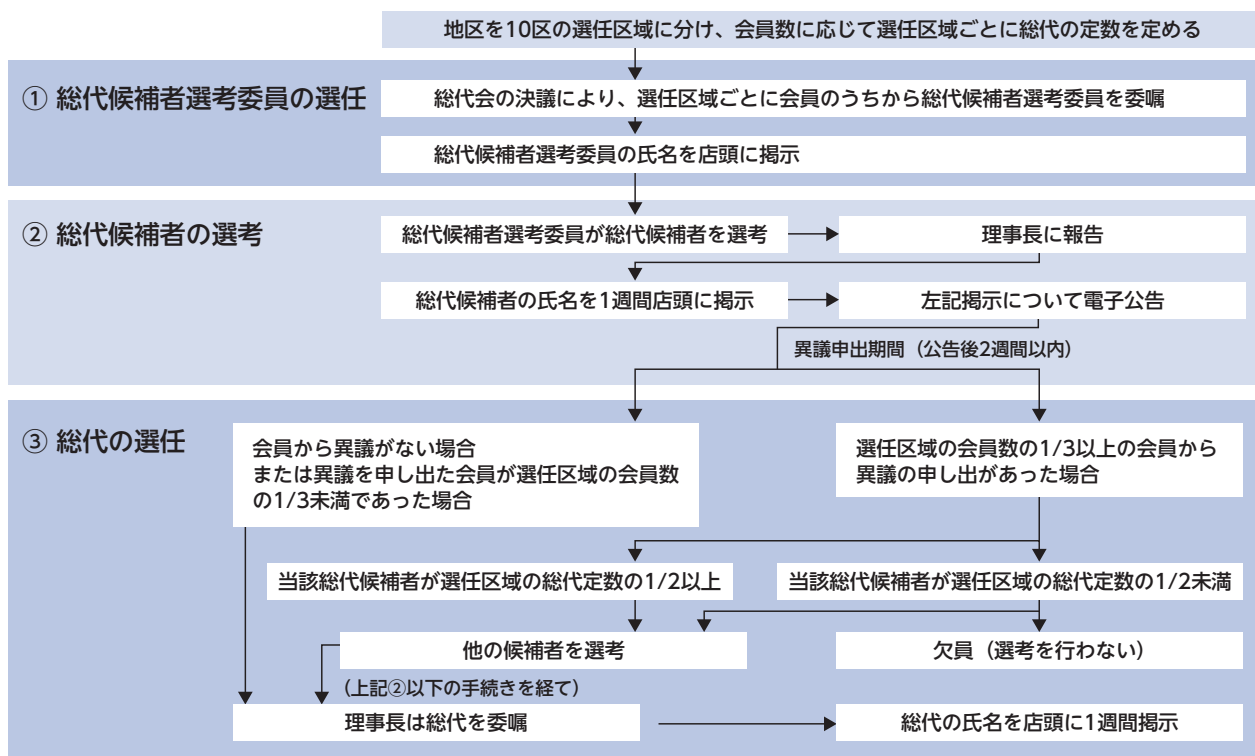 地区を10区の選任区域に分け、会員数に応じて選任区域ごとに総代の定数を定める
① 総代候補者選考委員の選任
総代会の決議により、選任区域ごとに会員のうちから総代候補者選考委員を委嘱
総代候補者選考委員の氏名を店頭に掲示
② 総代候補者の選考
総代候補者選考委員が総代候補者を選考
理事長に報告
総代候補者の氏名を1週間店頭に掲示
左記掲示について電子公告
異議申出期間（公告後2週間以内）
③ 総代の選任
会員から異議がない場合
または異議を申し出た会員が選任区域の会員数
の1/3未満であった場合
選任区域の会員数の1/3以上の会員から
異議の申し出があった場合
当該総代候補者が選任区域の総代定数の1/2以上
当該総代候補者が選任区域の総代定数の1/2未満
他の候補者を選考
欠員（選考を行わない）
（上記②以下の手続きを経て）
理事長は総代を委嘱
総代の氏名を店頭に1週間掲示